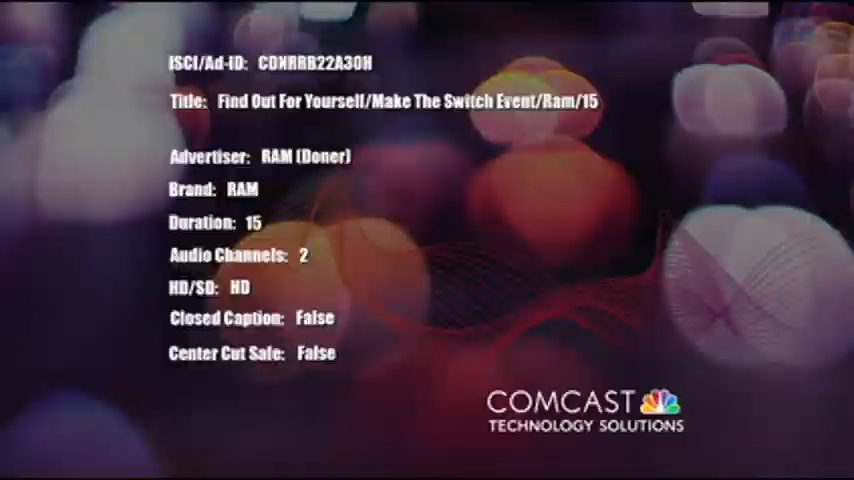 ISCI/Ad-ID: CDNRRB22A30H
Title: Find Out For Yourself/Make The Switch Event/Ram/15
Advertiser: RAM (Doner)
Brand: RAM
Duration: 15
Audio Channels: 2
HD/SD: HD
Closed Caption: False
Center Cut Safe: False
COMCAST
TECHNOLOGY SOLUTIONS